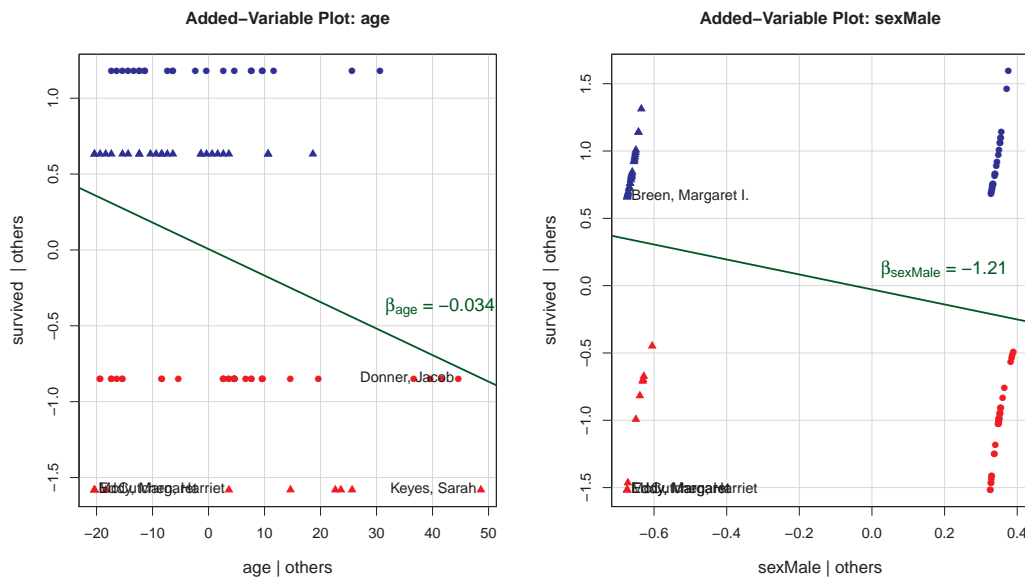 Added−Variable Plot: age
survived | others
1.0
0.5
0.0
−0.5
−1.0
−1.5
βage = −0.034
Donner, Jacob
Keyes, Sarah
−20 −10 0 10 20 30 40 50
age | others
Added−Variable Plot: sexMale
survived | others
1.5
1.0
0.5
0.0
−0.5
−1.0
−1.5
Breen, Margaret I.
βsexMale = −1.21
−0.6 −0.4 −0.2 0.0 0.2 0.4
sexMale | others